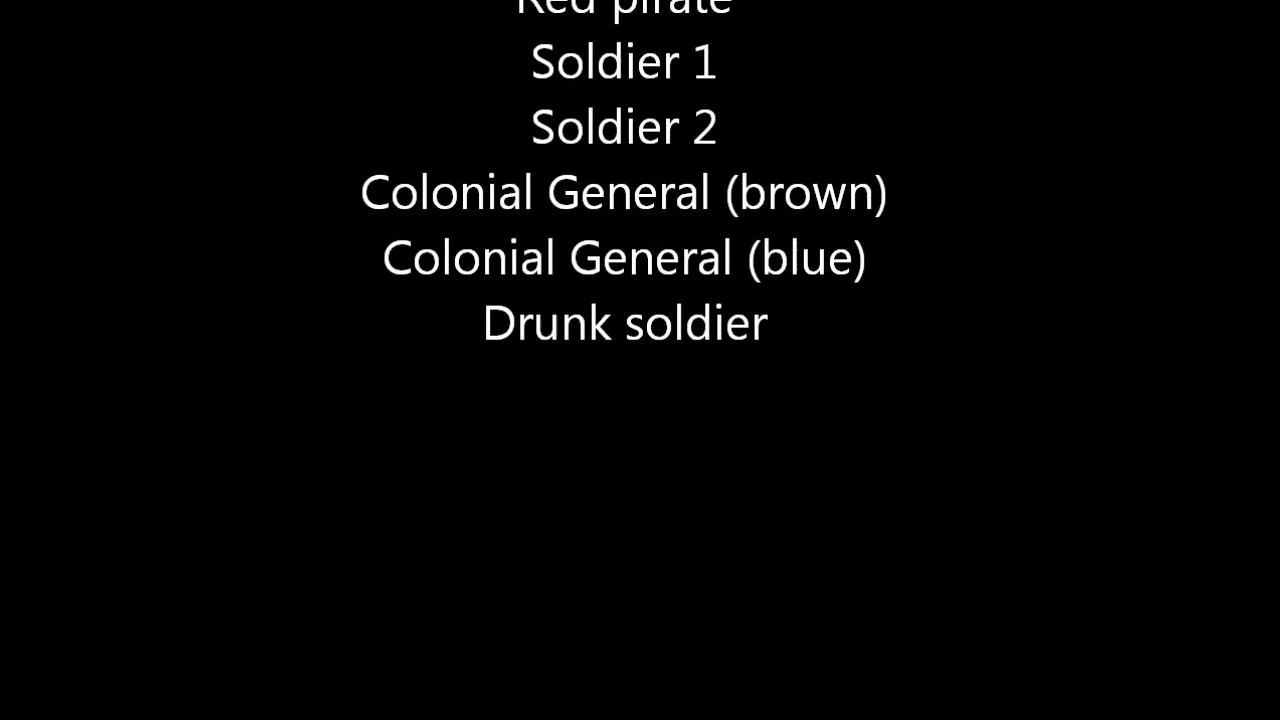 Red pirate
Soldier 1
Soldier 2
Colonial General (brown)
Colonial General (blue)
Drunk soldier